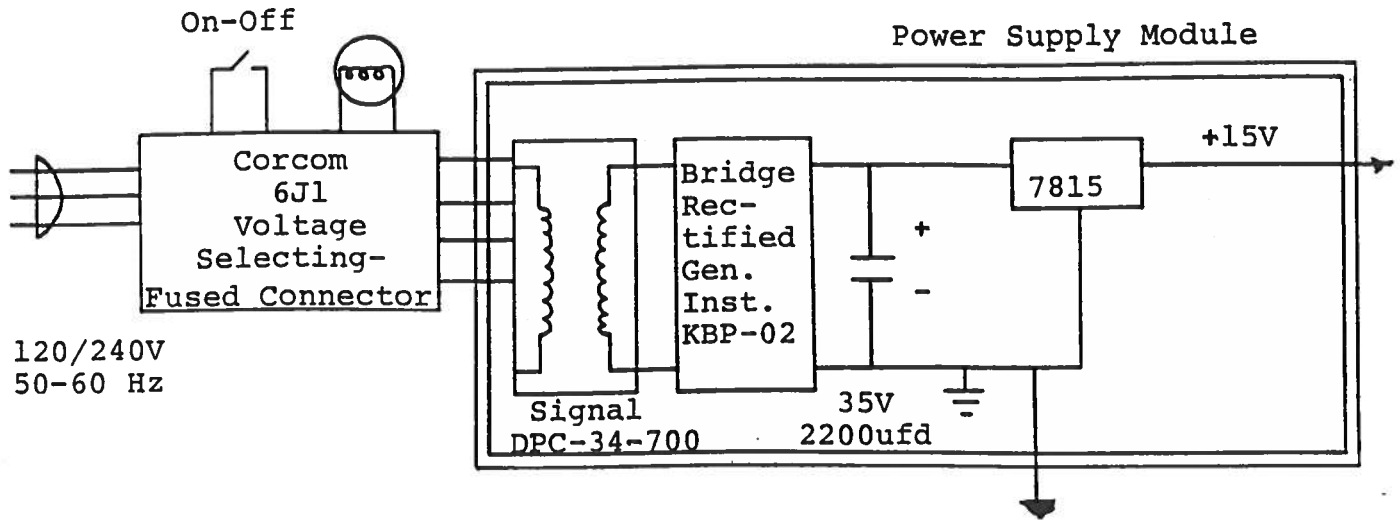 On-Off
Power Supply Module
Corcom
6J1
Voltage
Selecting-
Fused Connector
120/240V
50-60 Hz
Signal
DPC-34-700
Bridge
Rec-
tified
Gen.
Inst.
KBP-02
+
-
35V
2200ufd
7815
+15V